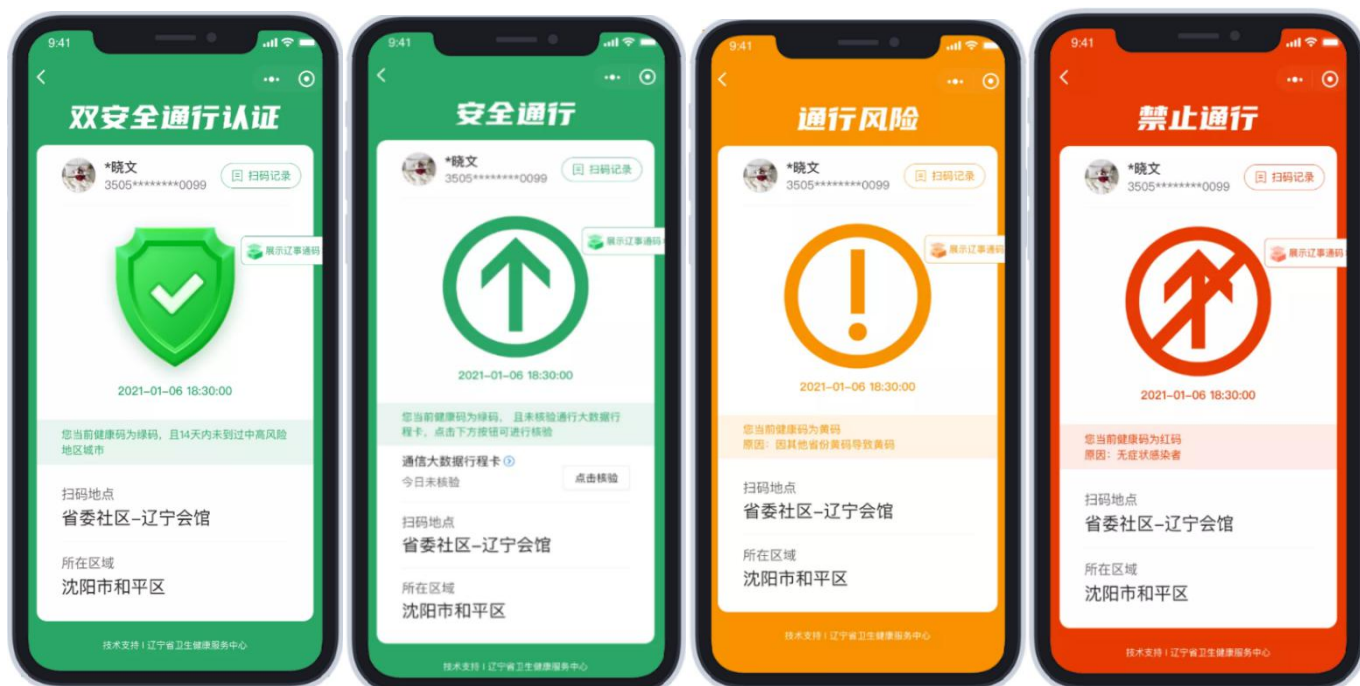 9:41
双安全通行认证
*晓文
3505********0099
扫码记录
展示辽事通码
2021-01-06 18:30:00
您当前健康码为绿码，且14天内未到过中高风险
地区城市
扫码地点
省委社区-辽宁会馆
所在区域
沈阳市和平区
技术支持 | 辽宁省卫生健康服务中心
9:41
安全通行
*晓文
3505********0099
扫码记录
展示辽事通码
2021-01-06 18:30:00
您当前健康码为绿码， 且未核验通行大数据行
程卡，点击下方按钮可进行核验
通信大数据行程卡
今日未核验
点击核验
扫码地点
省委社区-辽宁会馆
所在区域
沈阳市和平区
技术支持 | 辽宁省卫生健康服务中心
9:41
通行风险
*晓文
3505********0099
扫码记录
展示辽事通码
2021-01-06 18:30:00
您当前健康码为黄码
原因：因其他省份黄码导致黄码
扫码地点
省委社区-辽宁会馆
所在区域
沈阳市和平区
技术支持 | 辽宁省卫生健康服务中心
9:41
禁止通行
*晓文
3505********0099
扫码记录
展示辽事通码
2021-01-06 18:30:00
您当前健康码为红码
原因：无症状感染者
扫码地点
省委社区-辽宁会馆
所在区域
沈阳市和平区
技术支持 | 辽宁省卫生健康服务中心